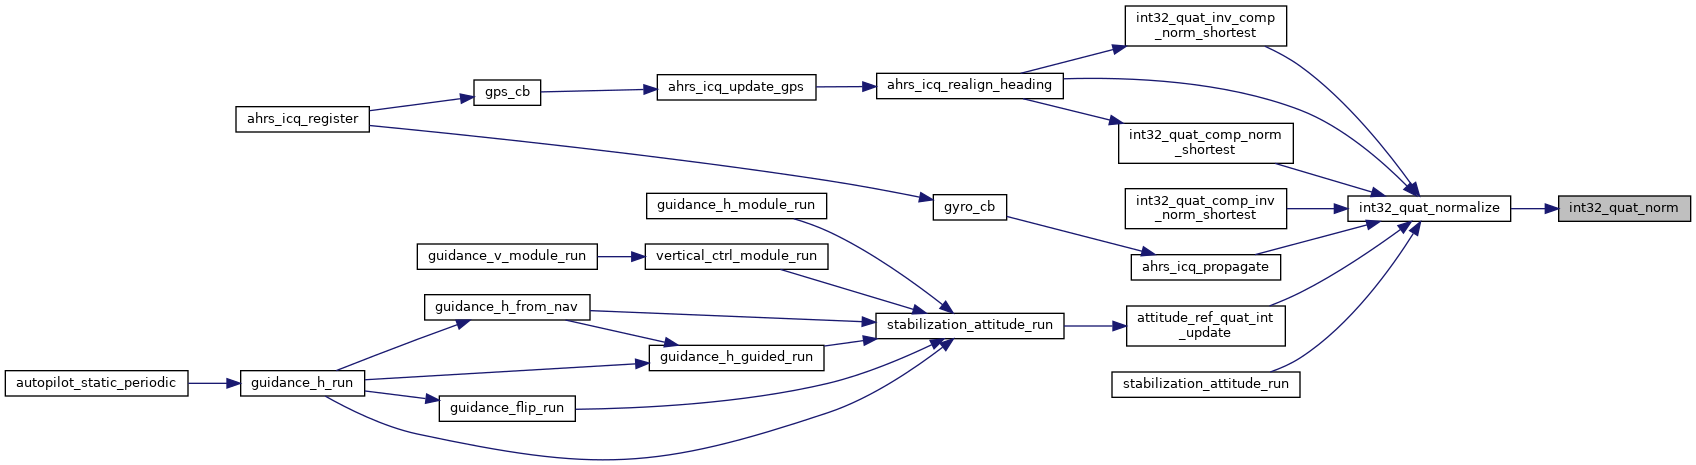 int32_quat_inv_comp
_norm_shortest
gps_cb
ahrs_icq_update_gps
ahrs_icq_realign_heading
ahrs_icq_register
int32_quat_comp_norm
_shortest
guidance_h_module_run
gyro_cb
int32_quat_comp_inv
_norm_shortest
int32_quat_normalize
int32_quat_norm
guidance_v_module_run
vertical_ctrl_module_run
ahrs_icq_propagate
guidance_h_from_nav
stabilization_attitude_run
attitude_ref_quat_int
_update
guidance_h_guided_run
autopilot_static_periodic
guidance_h_run
stabilization_attitude_run
guidance_flip_run